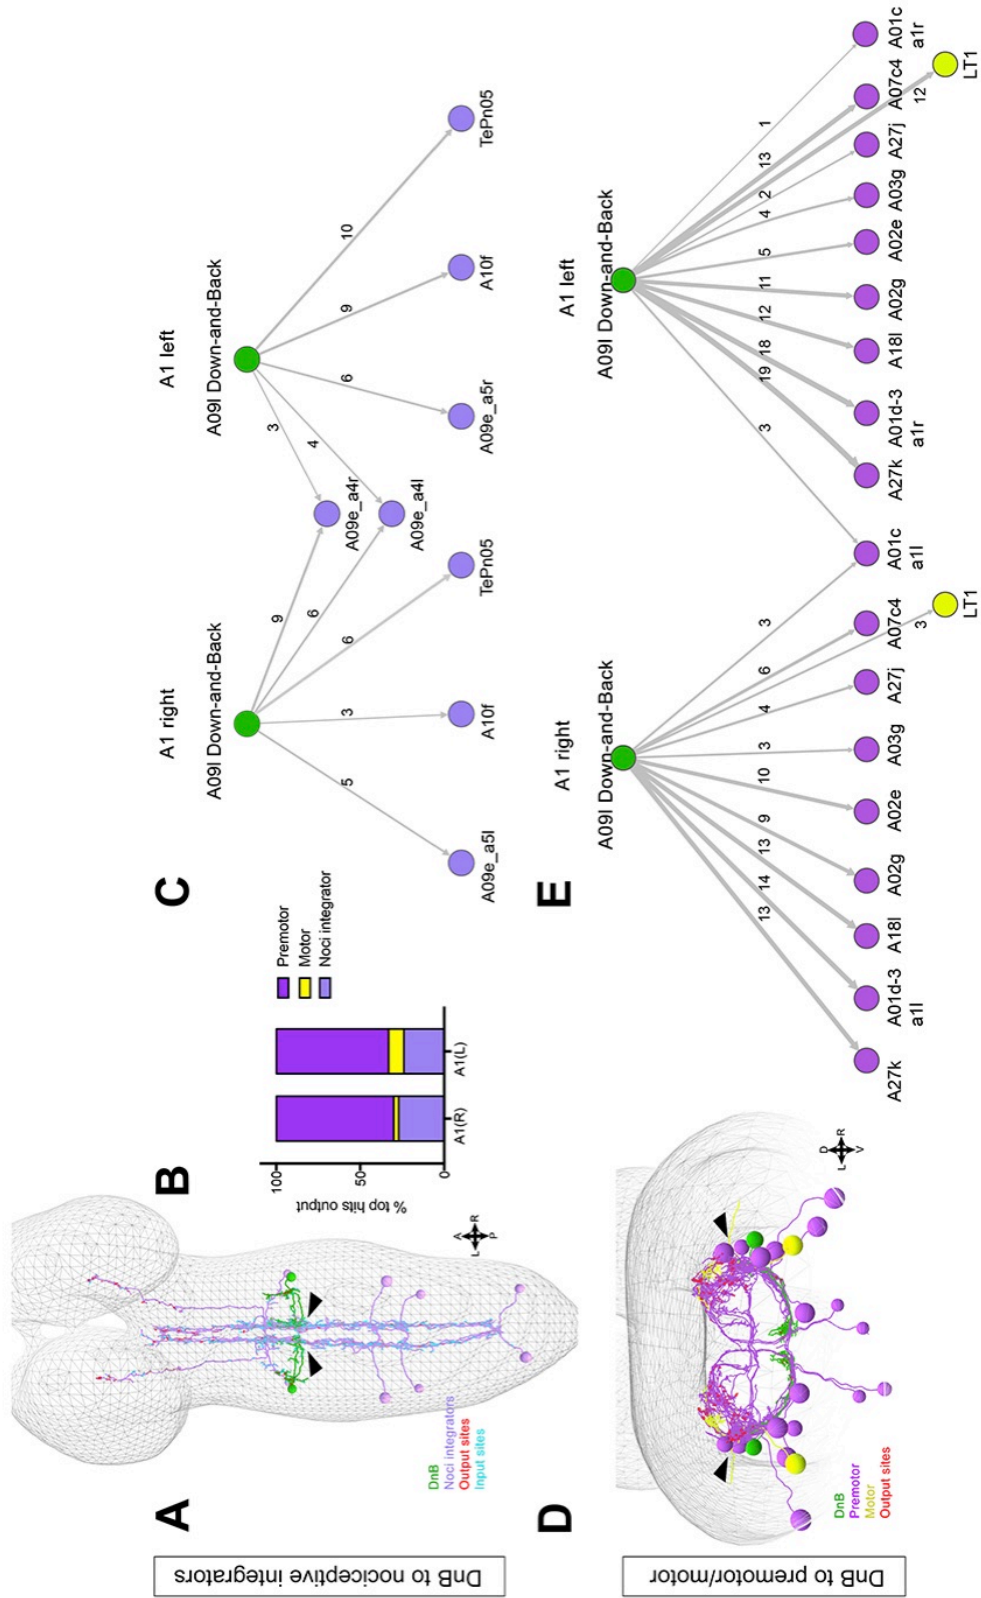 DnB to nociceptive integrators
A
DnB
Noci integrators
Output sites
Input sites
A
L R
P
B
% top hits output
100
50
0
A1(R)
A1(L)
Premotor
Motor
Noci integrator
C
A1 right
A09l Down-and-Back
A1 left
A09l Down-and-Back
5
3
6
6
9
3
4
6
9
10
A09e_a5l
A10f
TePn05
A09e_a4l
A09e_a4r
A09e_a5r
A10f
TePn05
DnB to premotor/motor
D
DnB
Premotor
Motor
Output sites
D
L R
V
E
A1 right
A09l Down-and-Back
A1 left
A09l Down-and-Back
13
14
13
9
10
3
4
6
3
3
3
19
18
12
11
5
4
2
13
1
12
A27k
A01d-3
a1l
A18l
A02g
A02e
A03g
A27j
A07c4
LT1
A01c
a1l
A27k
A01d-3
a1r
A18l
A02g
A02e
A03g
A27j
A07c4
LT1
A01c
a1r